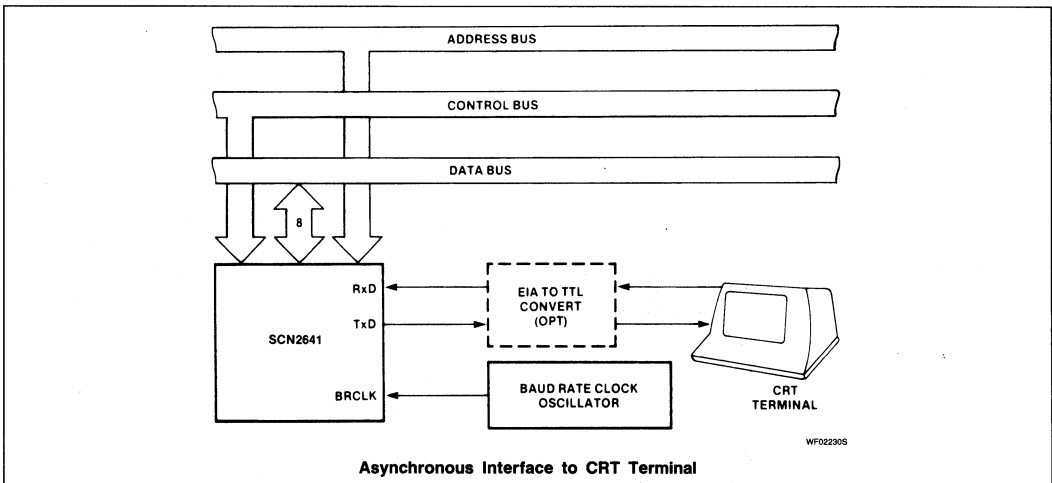 ADDRESS BUS
CONTROL BUS
DATA BUS
8
RxD
TxD
SCN2641
BRCLK
EIA TO TTL
CONVERT
(OPT)
BAUD RATE CLOCK
OSCILLATOR
CRT
TERMINAL
WF02230S
Asynchronous Interface to CRT Terminal